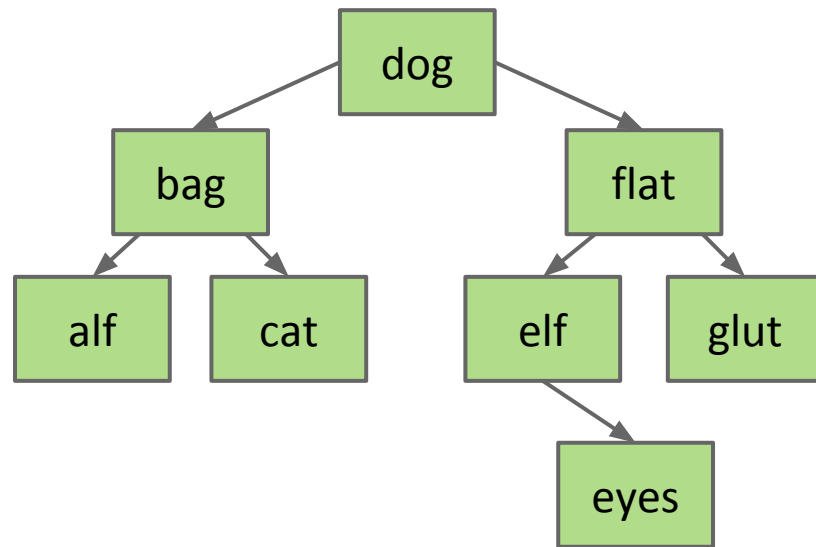 dog
bag
flat
alf
cat
elf
glut
eyes